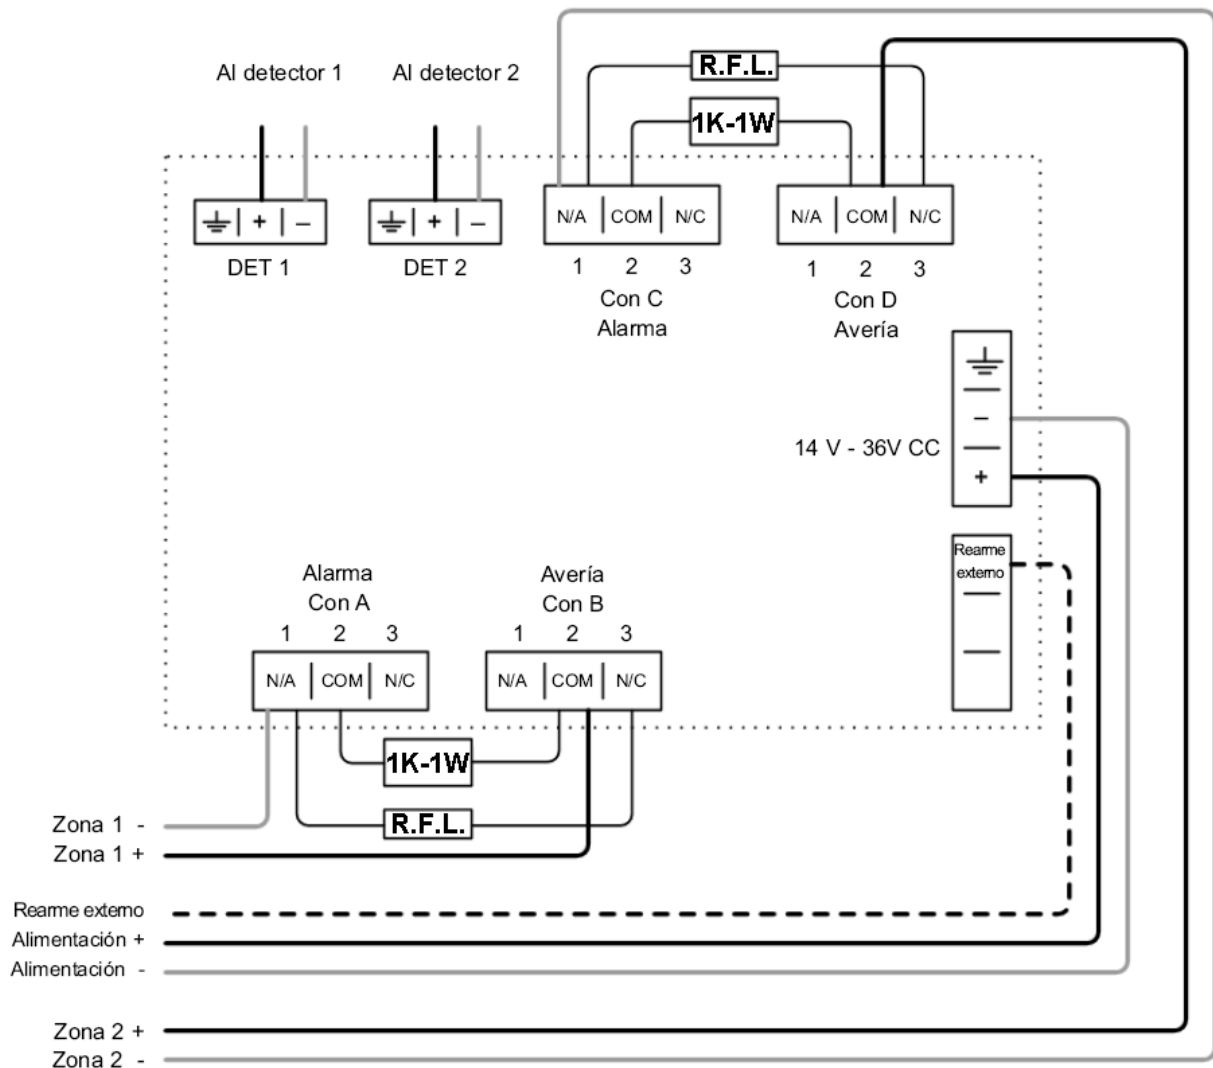 R.F.L.
Al detector 1 Al detector 2
1K-1W
+ – + – N/A COM N/C N/A COM N/C
DET 1 DET 2 1 2 3 1 2 3
Con C Con D
Alarma Avería
–
14 V - 36V CC
+
Rearme
externo
Alarma Avería
Con A Con B
1 2 3 1 2 3
N/A COM N/C N/A COM N/C
1K-1W
R.F.L.
Zona 1 -
Zona 1 +
Rearme externo
Alimentación +
Alimentación -
Zona 2 +
Zona 2 -